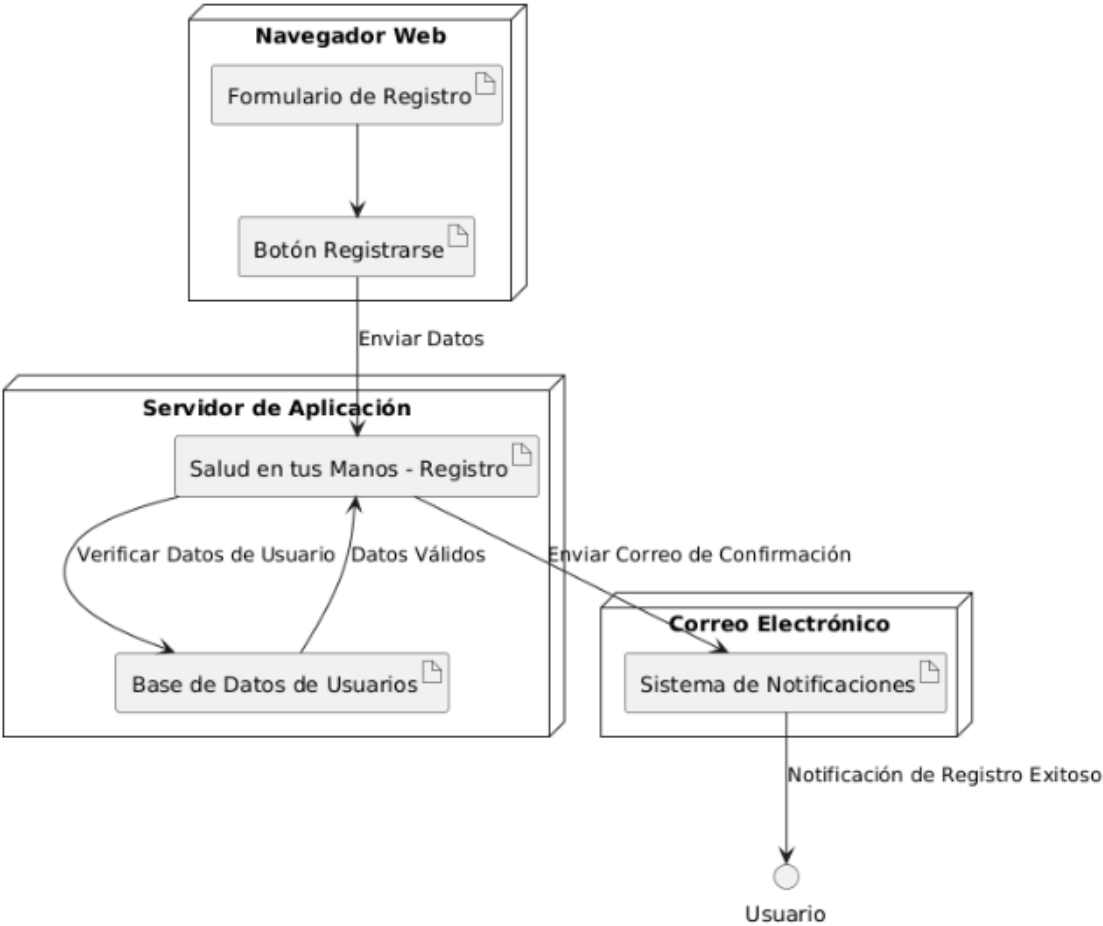 Navegador Web
Formulario de Registro
Botón Registrarse
Enviar Datos
Servidor de Aplicación
Salud en tus Manos - Registro
Verificar Datos de Usuario
Datos Válidos
Enviar Correo de Confirmación
Correo Electrónico
Base de Datos de Usuarios
Sistema de Notificaciones
Notificación de Registro Exitoso
Usuario